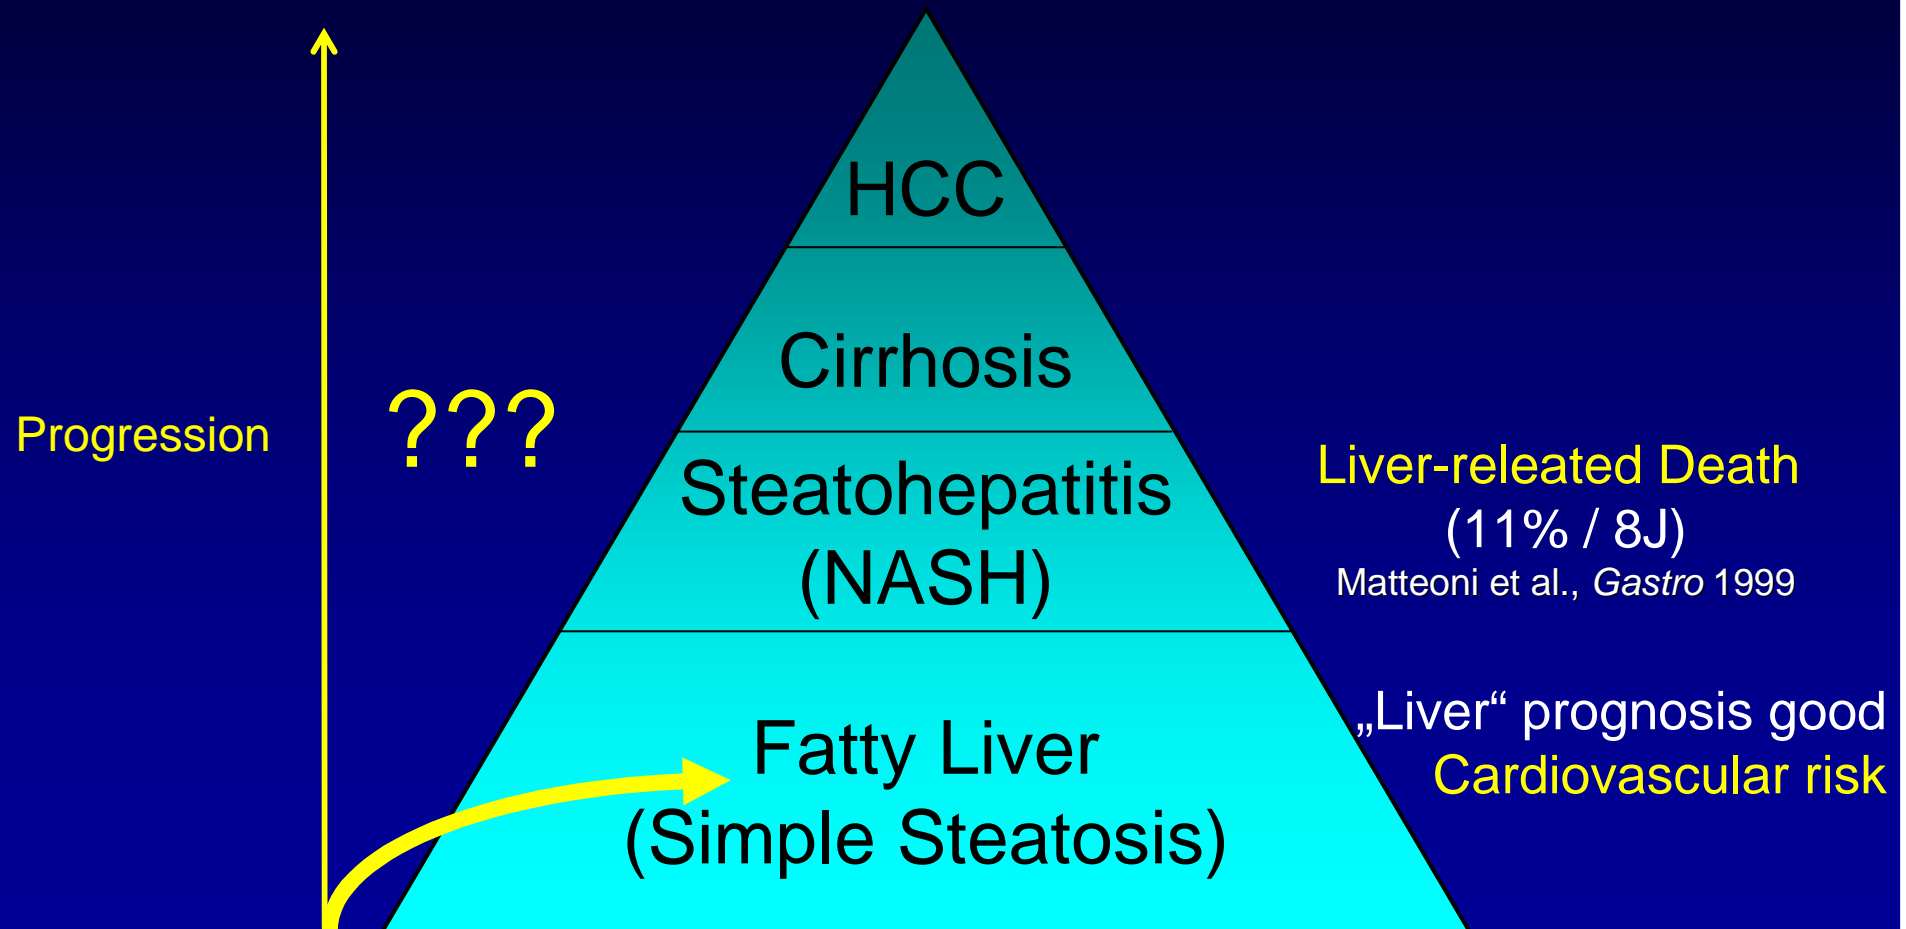 HCC
Cirrhosis
Progression
???
Steatohepatitis
(NASH)
Liver-releated Death
(11% / 8J)
Matteoni et al., Gastro 1999
Fatty Liver
(Simple Steatosis)
„Liver“ prognosis good
Cardiovascular risk